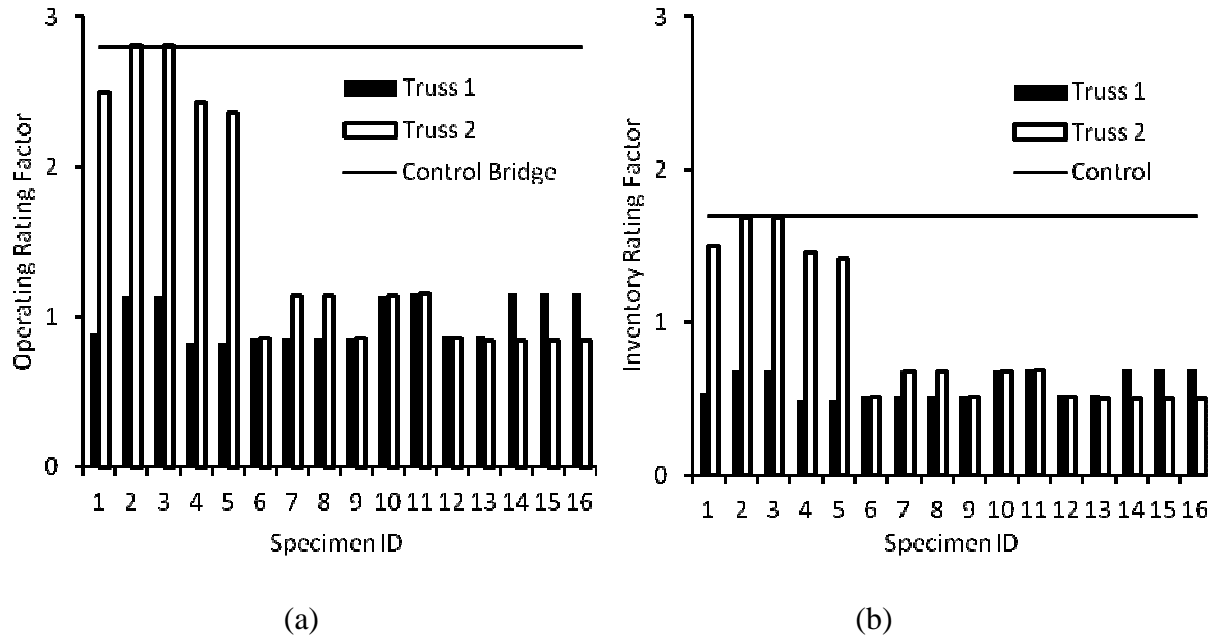 3
2
1
0
Operating Rating Factor
Truss 1
Truss 2
Control Bridge
1 2 3 4 5 6 7 8 9 10 11 12 13 14 15 16
Specimen ID
(a)
3
2
1
0
Inventory Rating Factor
Truss 1
Truss 2
Control
1 2 3 4 5 6 7 8 9 10 11 12 13 14 15 16
Specimen ID
(b)